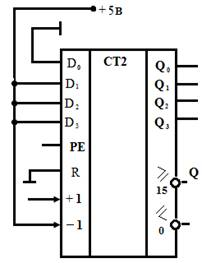 +5в
D₀ CT2 Q₀
D₁ Q₁
D₂ Q₂
D₃ Q₃
PE
R ≥ Q
15
+1
≤
−1 0